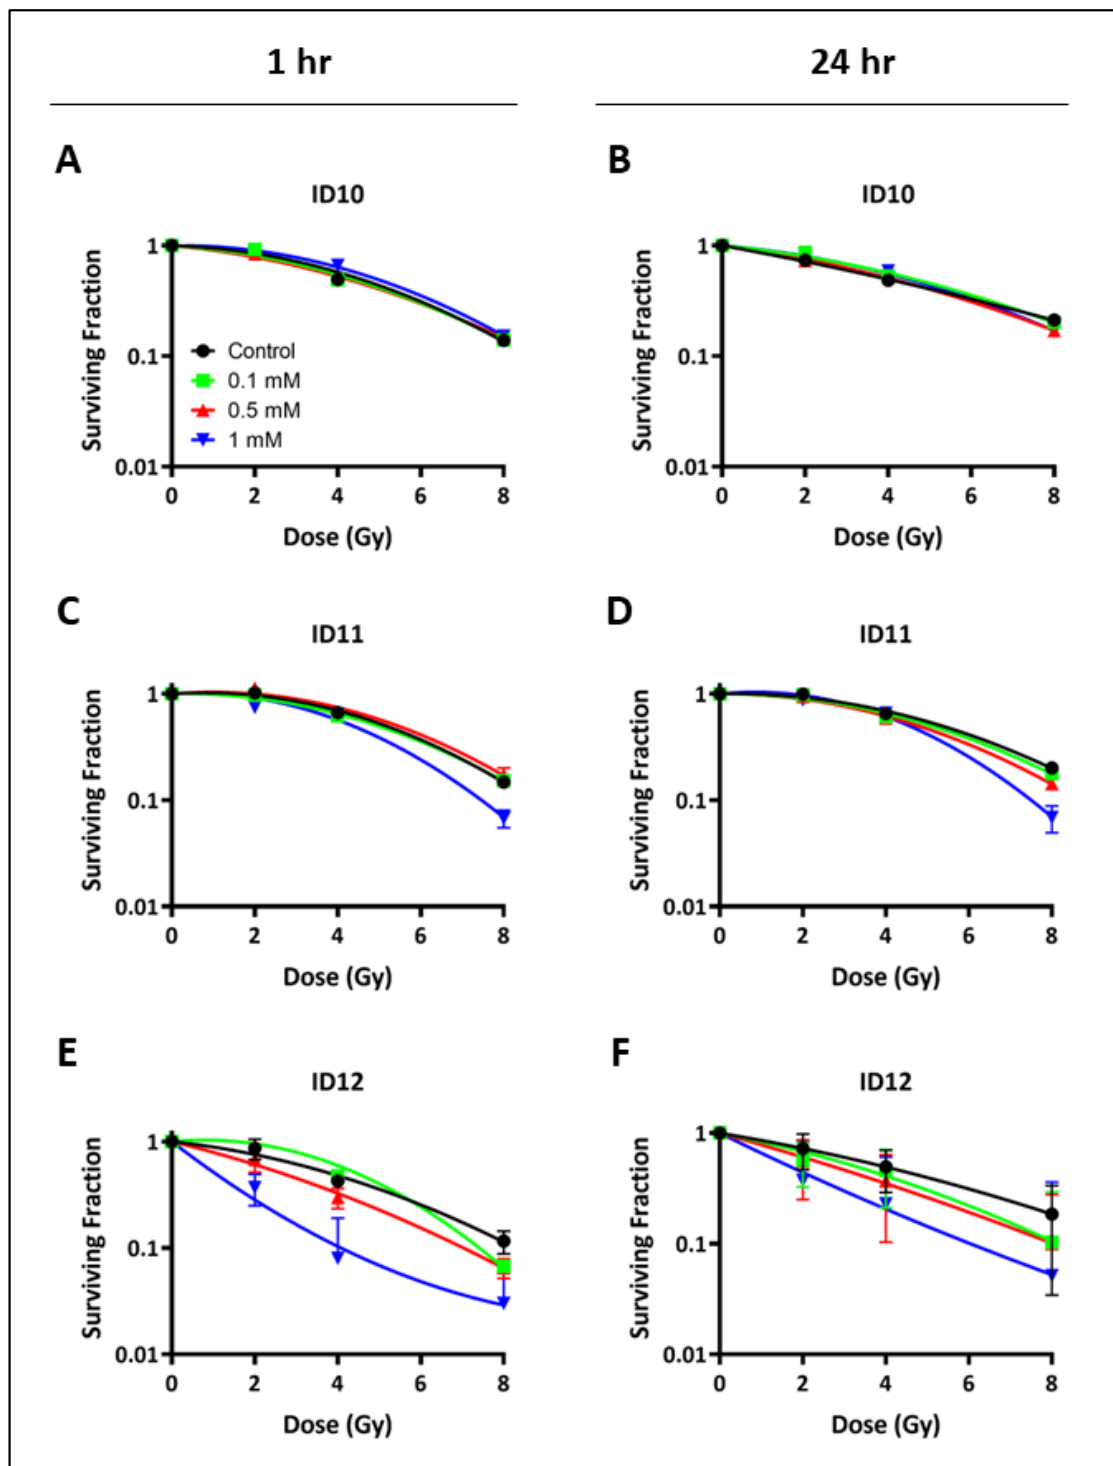 1 hr
24 hr
A
ID10
Surviving Fraction
1
0.1
0.01
Control
0.1 mM
0.5 mM
1 mM
0 2 4 6 8
Dose (Gy)
B
ID10
Surviving Fraction
1
0.1
0.01
0 2 4 6 8
Dose (Gy)
C
ID11
Surviving Fraction
1
0.1
0.01
0 2 4 6 8
Dose (Gy)
D
ID11
Surviving Fraction
1
0.1
0.01
0 2 4 6 8
Dose (Gy)
E
ID12
Surviving Fraction
1
0.1
0.01
0 2 4 6 8
Dose (Gy)
F
ID12
Surviving Fraction
1
0.1
0.01
0 2 4 6 8
Dose (Gy)